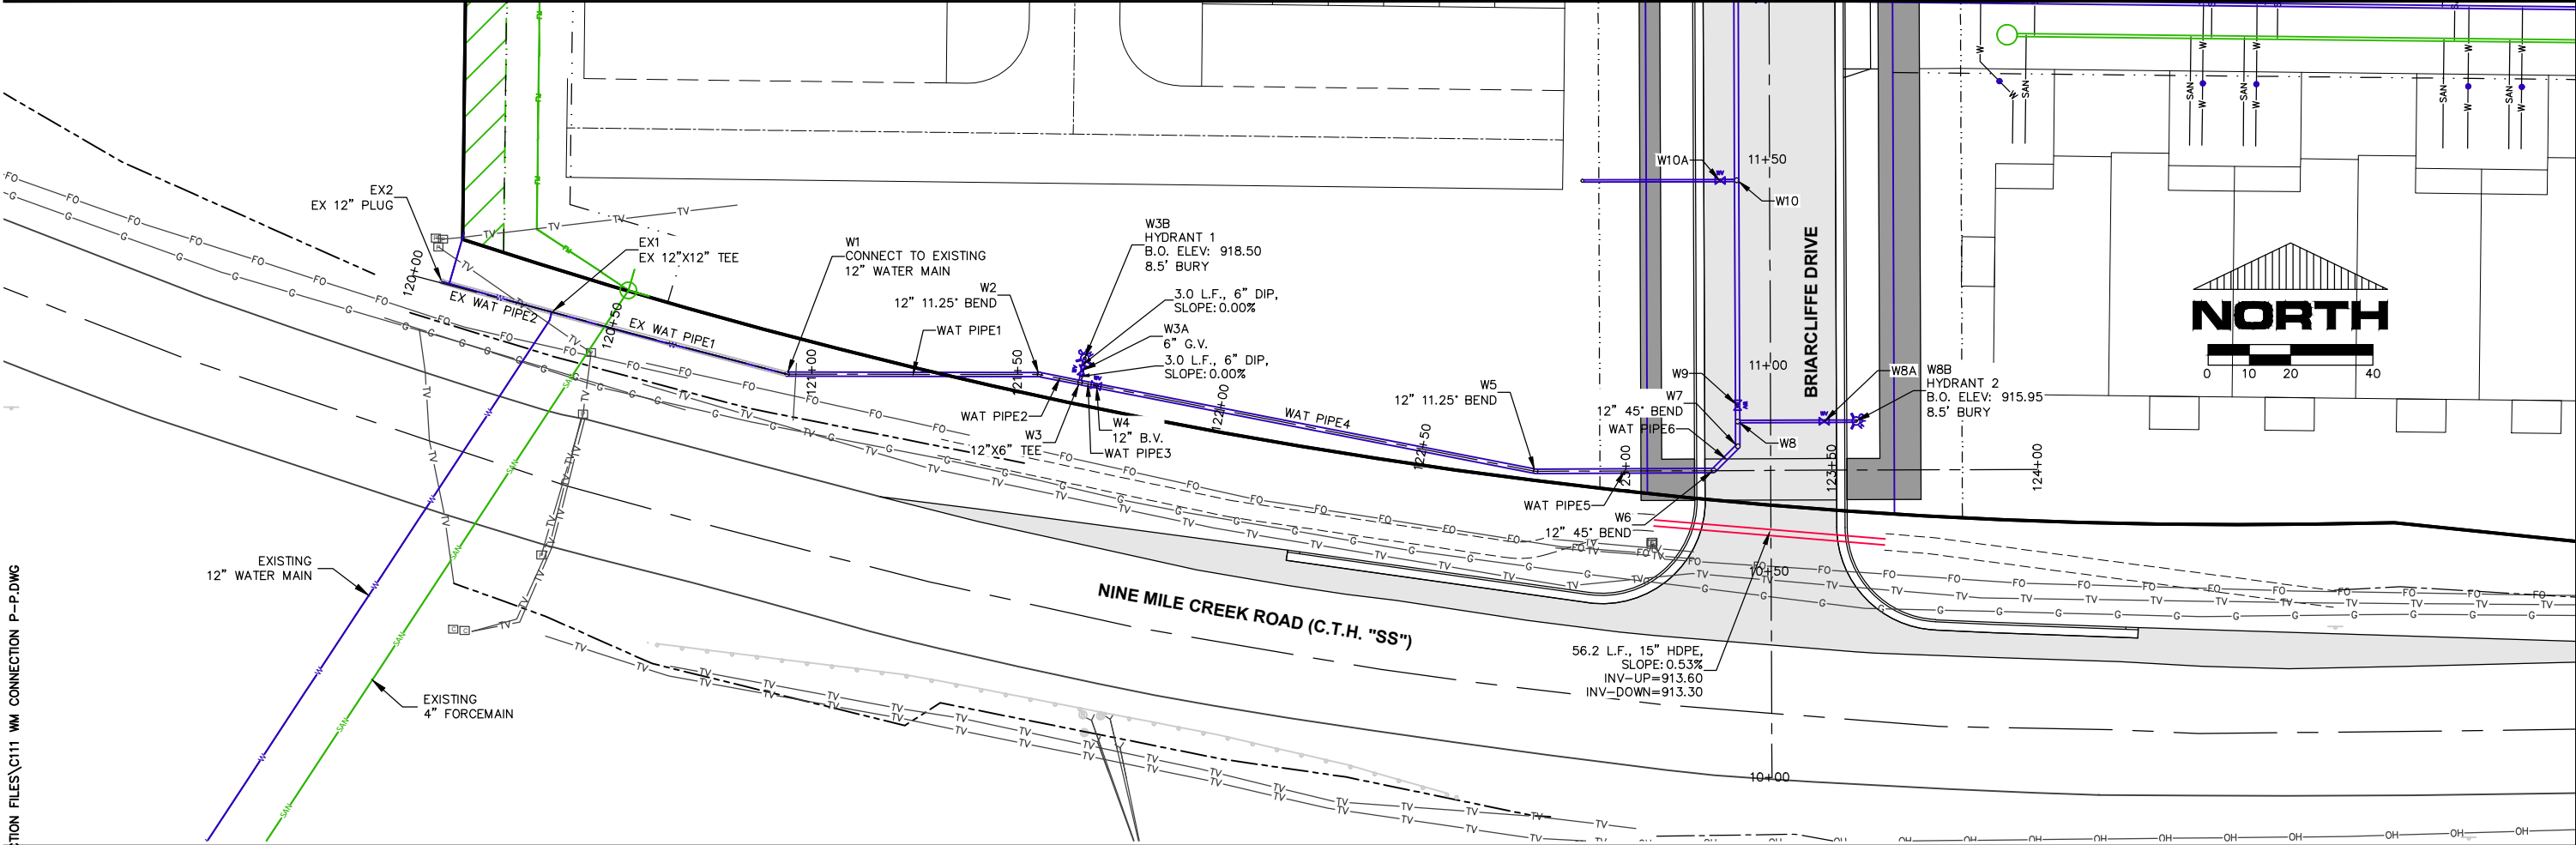 EX2
EX 12" PLUG
120+00
EX WAT PIPE2
EX1
EX 12"X12" TEE
120+50
EX WAT PIPE1
W1
CONNECT TO EXISTING
12" WATER MAIN
121+00
WAT PIPE1
W2
12" 11.25° BEND
121+50
W3B
HYDRANT 1
B.O. ELEV: 918.50
8.5' BURY
3.0 L.F., 6" DIP,
SLOPE: 0.00%
W3A
6" G.V.
3.0 L.F., 6" DIP,
SLOPE: 0.00%
WAT PIPE2
W3
12"X6" TEE
W4
12" B.V.
WAT PIPE3
122+00
WAT PIPE4
122+50
W5
12" 11.25° BEND
WAT PIPE5
123+00
W6
12" 45° BEND
W9
W7
12" 45° BEND
WAT PIPE6
W8
W10A
W10
11+50
11+00
10+50
10+00
BRIARCLIFFE DRIVE
W8A
W8B
HYDRANT 2
B.O. ELEV: 915.95
8.5' BURY
123+50
124+00
NORTH
0 10 20 40
EXISTING
12" WATER MAIN
EXISTING
4" FORCEMAIN
NINE MILE CREEK ROAD (C.T.H. "SS")
56.2 L.F., 15" HDPE,
SLOPE: 0.53%
INV-UP=913.60
INV-DOWN=913.30
FO
G
TV
SAN
W
OH
FM
CTION FILES\C111 WM CONNECTION P-P.DWG